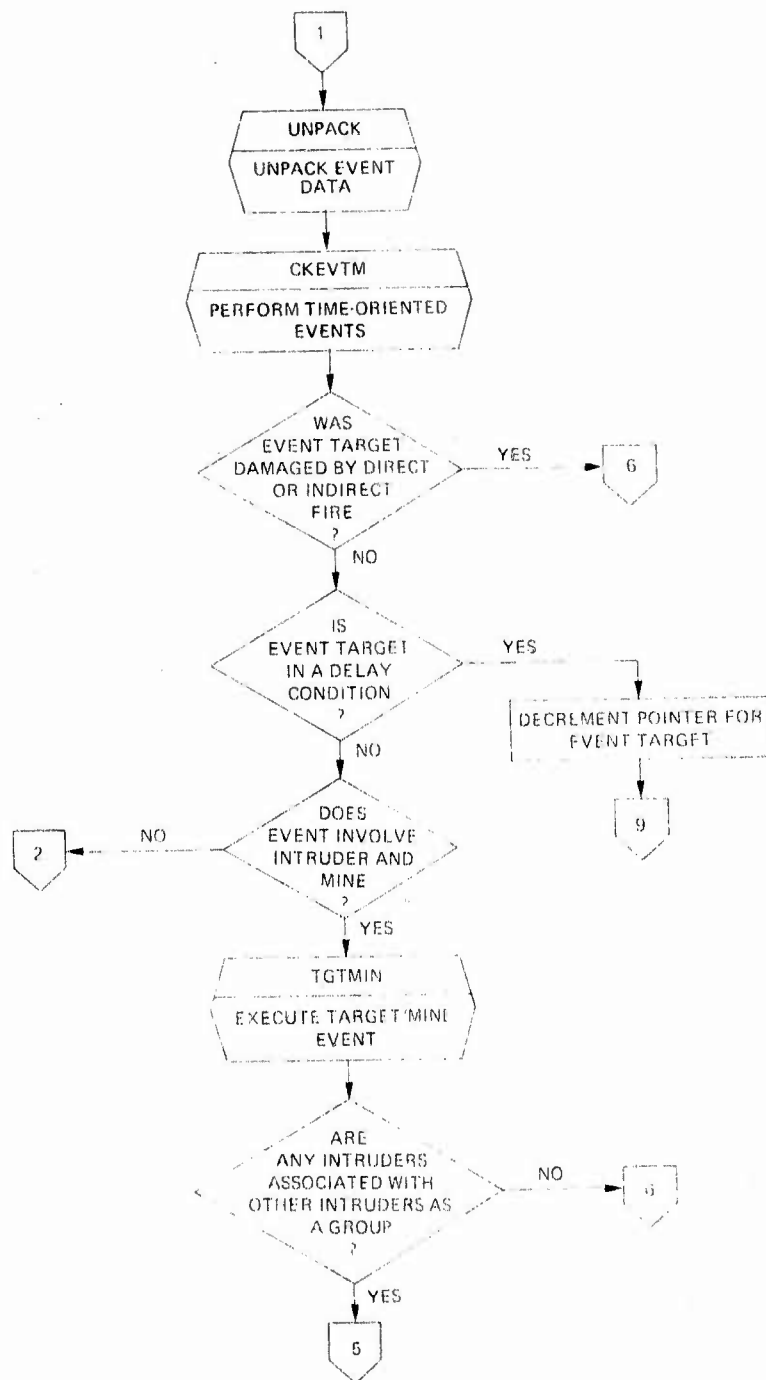 1
UNPACK
UNPACK EVENT
DATA
CKEVTM
PERFORM TIME-ORIENTED
EVENTS
WAS
EVENT TARGET
DAMAGED BY DIRECT
OR INDIRECT
FIRE
?
YES
6
NO
IS
EVENT TARGET
IN A DELAY
CONDITION
?
YES
DECREMENT POINTER FOR
EVENT TARGET
9
NO
DOES
EVENT INVOLVE
INTRUDER AND
MINE
?
NO
2
YES
TGTMIN
EXECUTE TARGET/MINE
EVENT
ARE
ANY INTRUDERS
ASSOCIATED WITH
OTHER INTRUDERS AS
A GROUP
?
NO
6
YES
5